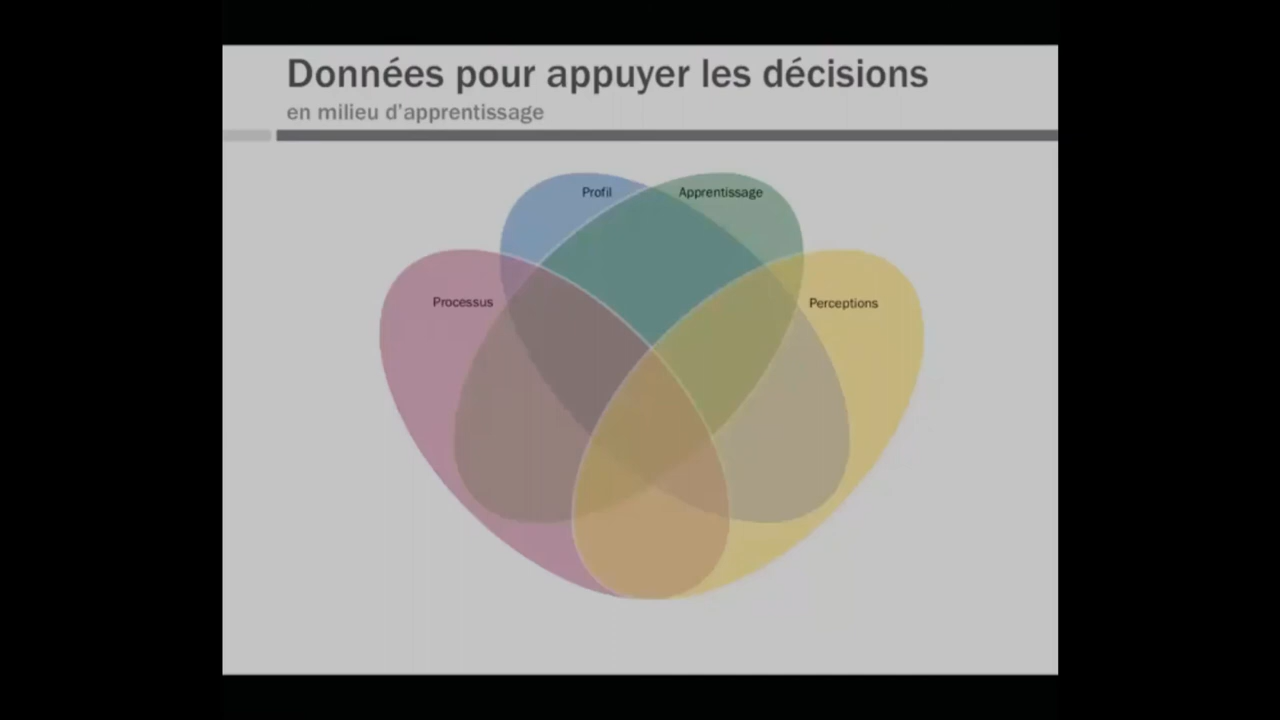 Données pour appuyer les décisions
en milieu d'apprentissage
Profil
Apprentissage
Processus
Perceptions